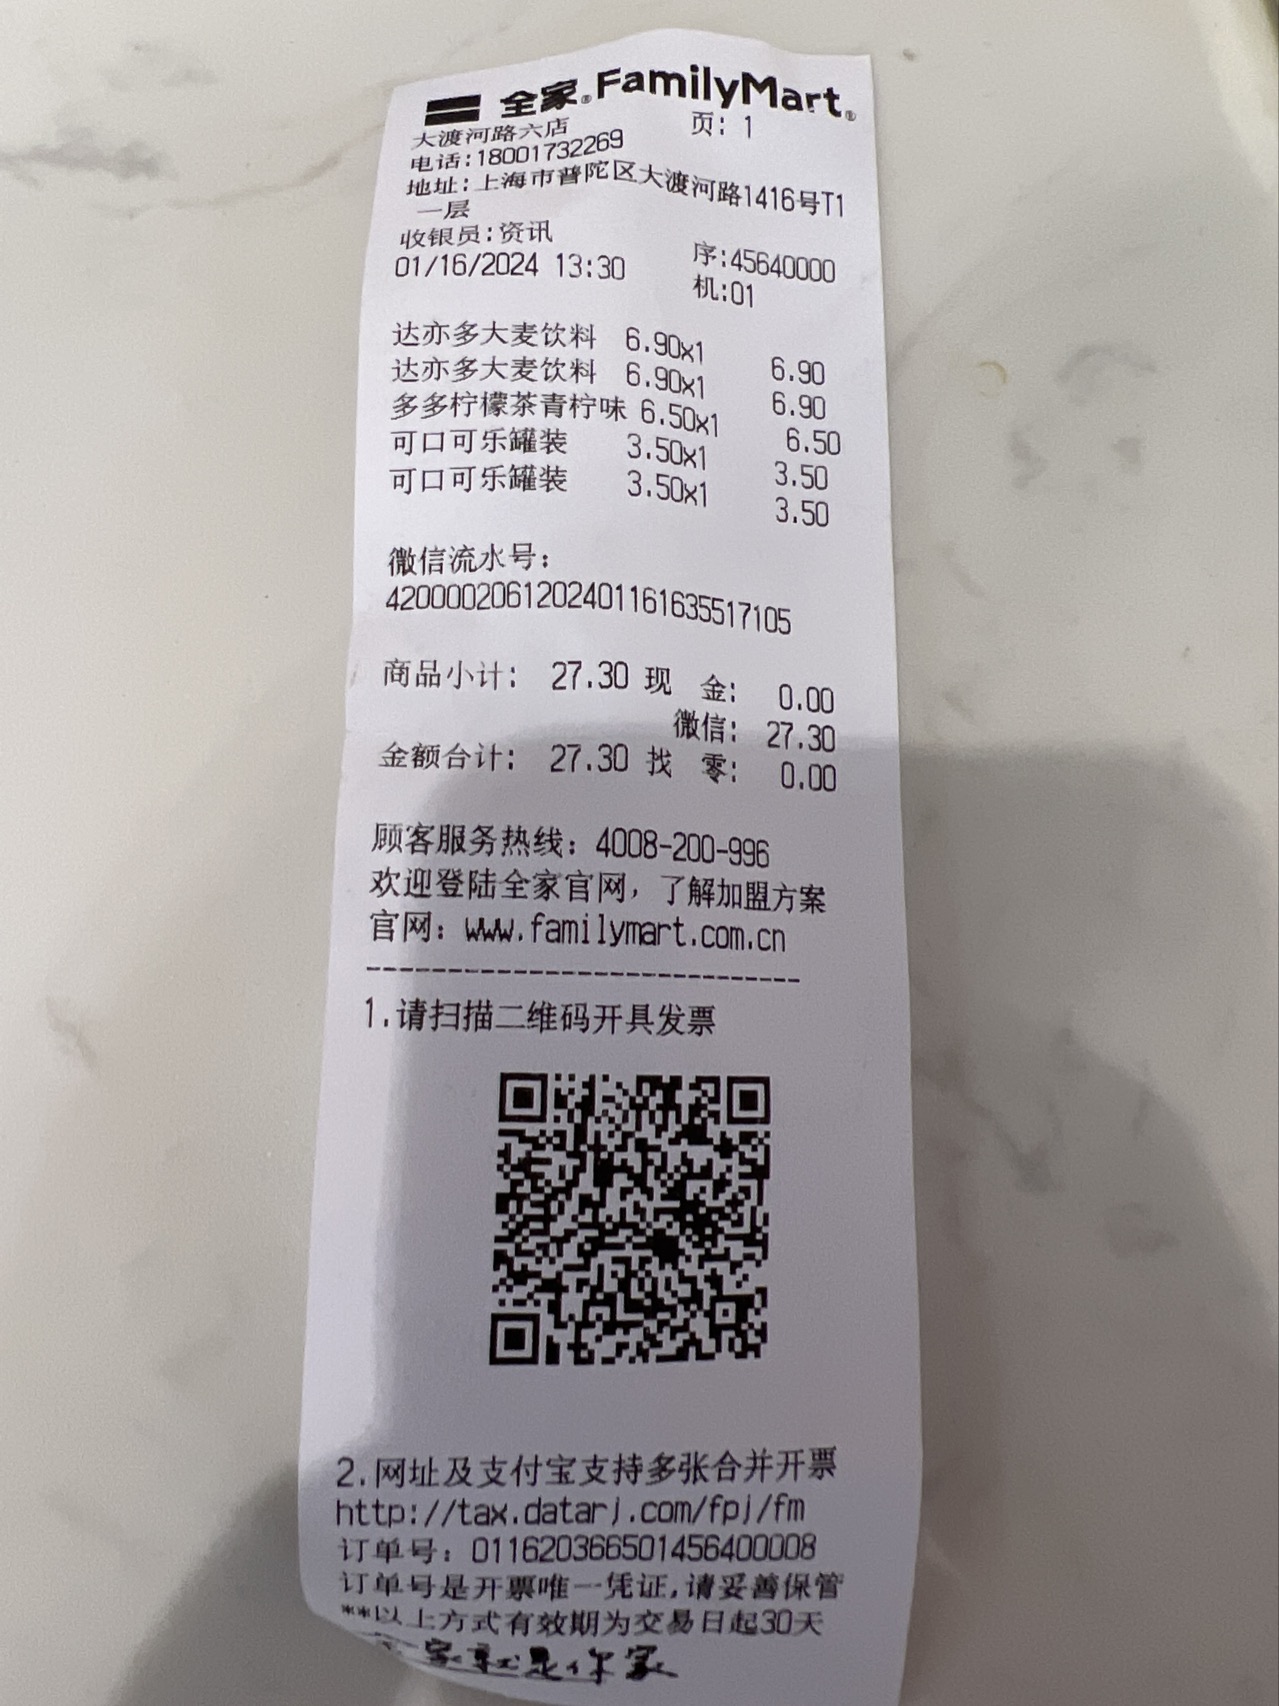 全家 FamilyMart
大渡河路六店 页: 1
电话:18001732269
地址:上海市普陀区大渡河路1416号T1
一层
收银员:资讯 序:45640000
01/16/2024 13:30 机:01
达亦多大麦饮料 6.90x1 6.90
达亦多大麦饮料 6.90x1 6.90
多多柠檬茶青柠味 6.50x1 6.50
可口可乐罐装 3.50x1 3.50
可口可乐罐装 3.50x1 3.50
微信流水号:
4200002061202401161635517105
商品小计: 27.30 现 金: 0.00
微信: 27.30
金额合计: 27.30 找 零: 0.00
顾客服务热线: 4008-200-996
欢迎登陆全家官网, 了解加盟方案
官网: www.familymart.com.cn
----------------------------
1.请扫描二维码开具发票
2.网址及支付宝支持多张合并开票
http://tax.datarj.com/fpj/fm
订单号: 011620366501456400008
订单号是开票唯一凭证,请妥善保管
**以上方式有效期为交易日起30天
家就是你家